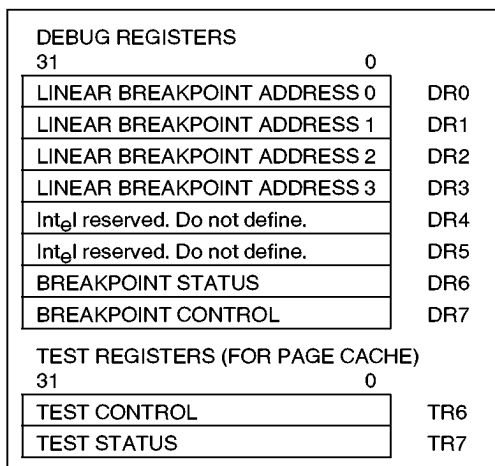 DEBUG REGISTERS
31 0
LINEAR BREAKPOINT ADDRESS 0 DR0
LINEAR BREAKPOINT ADDRESS 1 DR1
LINEAR BREAKPOINT ADDRESS 2 DR2
LINEAR BREAKPOINT ADDRESS 3 DR3
Intel reserved. Do not define. DR4
Intel reserved. Do not define. DR5
BREAKPOINT STATUS DR6
BREAKPOINT CONTROL DR7
TEST REGISTERS (FOR PAGE CACHE)
31 0
TEST CONTROL TR6
TEST STATUS TR7